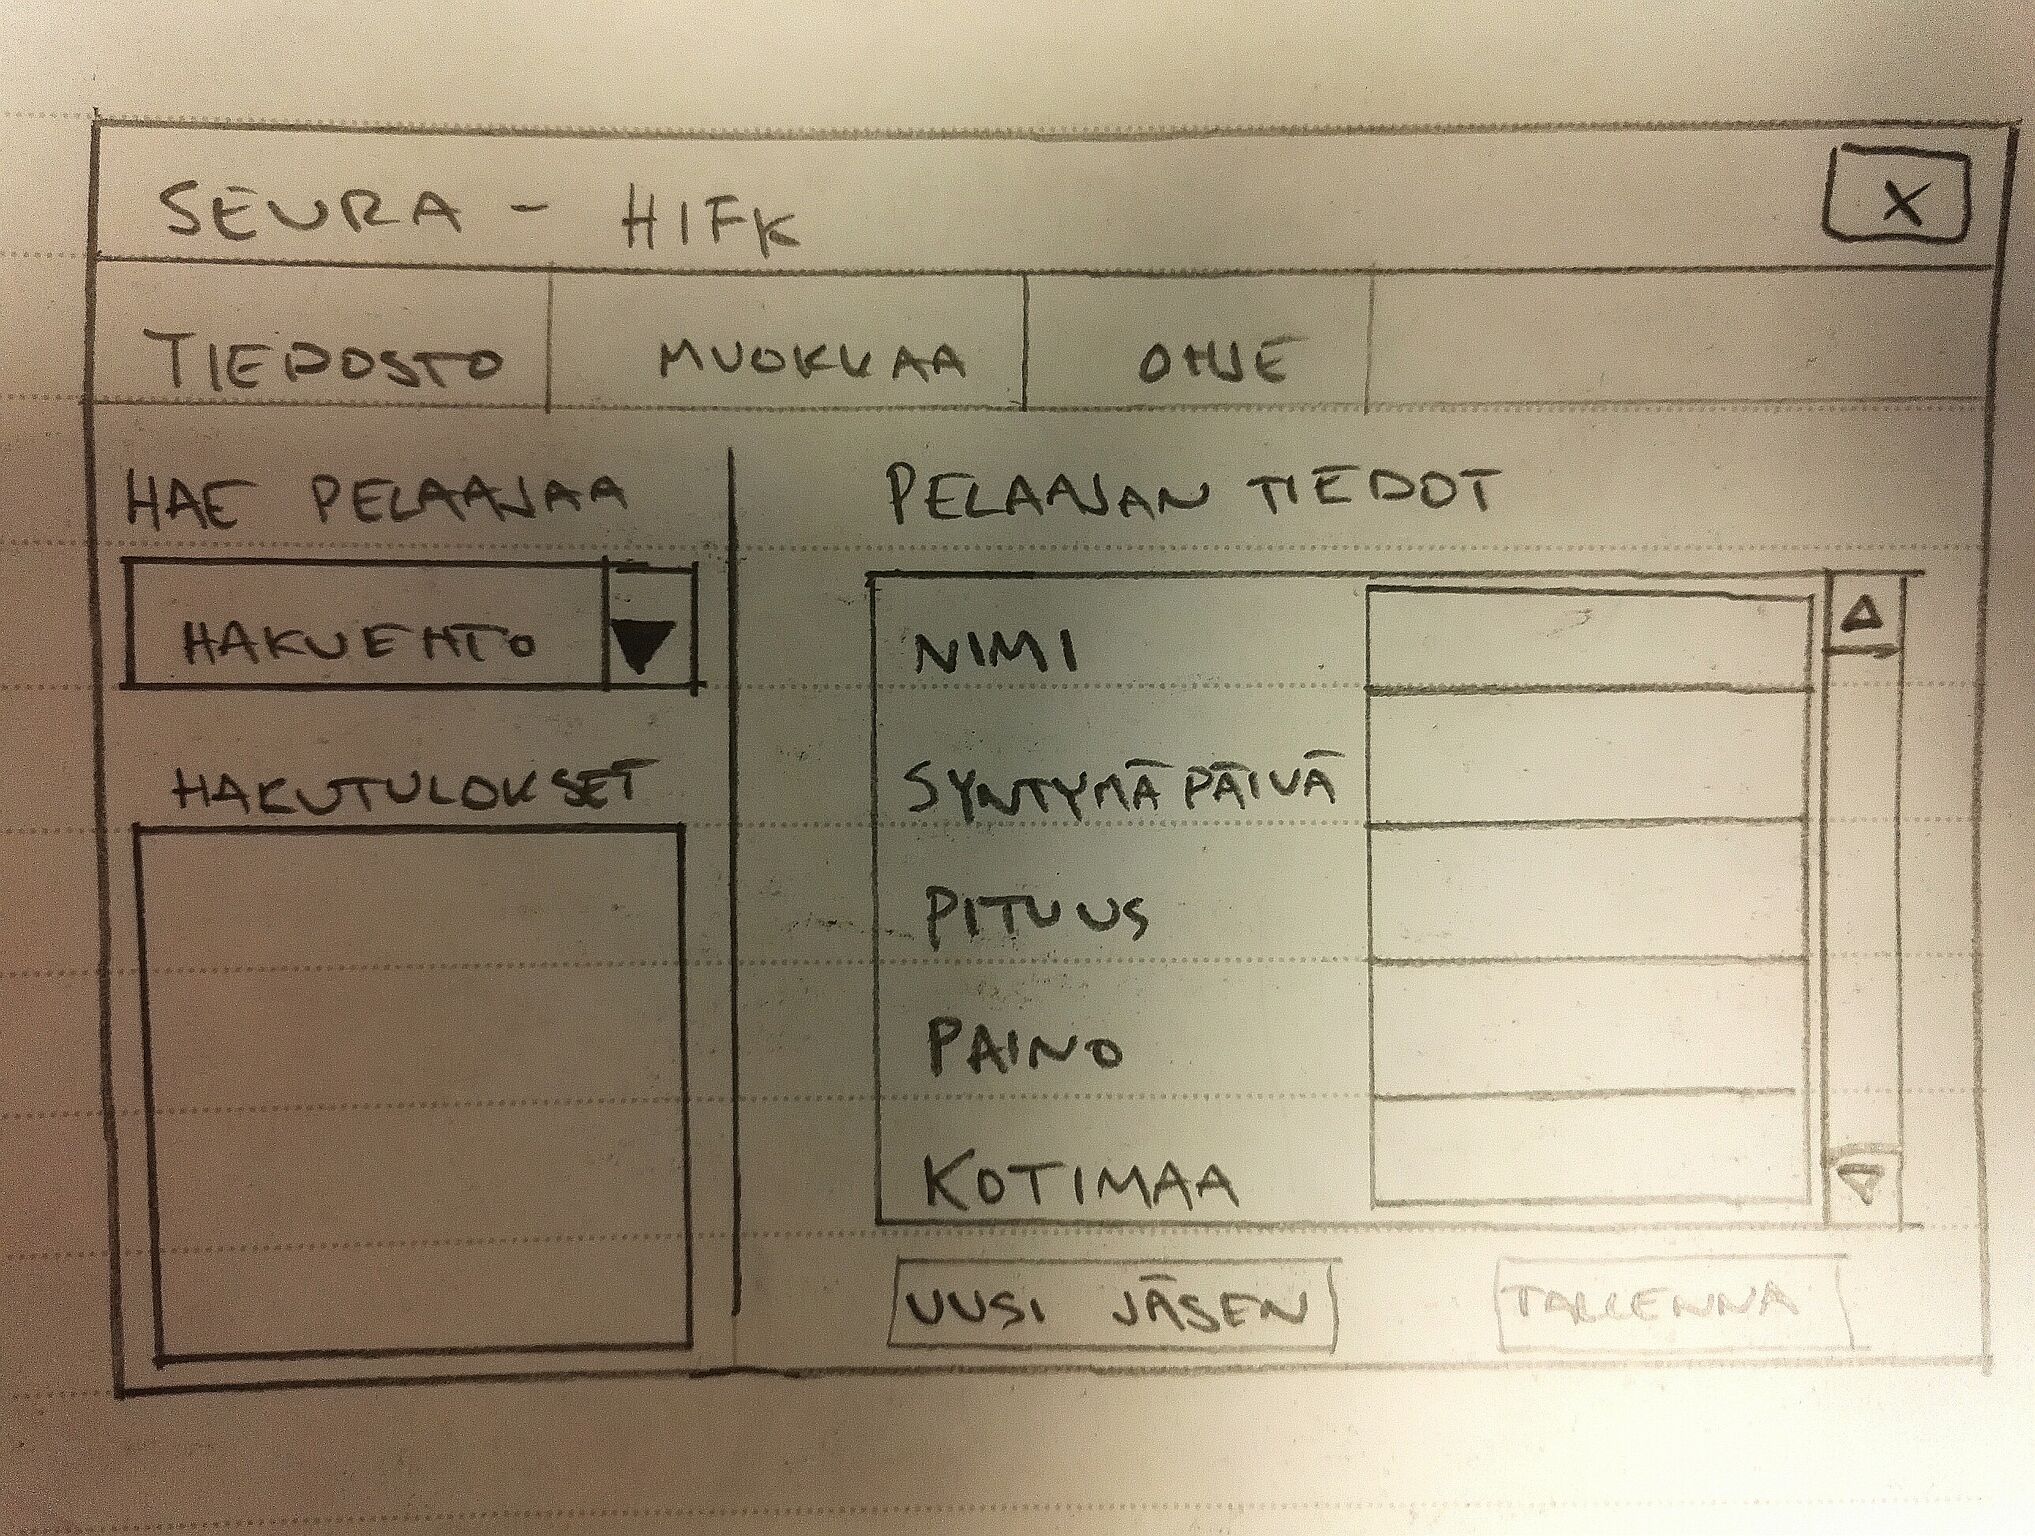 SEURA - HIFK
X
TIEDOSTO MUOKKAA OHJE
HAE PELAAJAA
HAKUEHTO
HAKUTULOKSET
PELAAJAN TIEDOT
NIMI
SYNTYMÄPÄIVÄ
PITUUS
PAINO
KOTIMAA
UUSI JÄSEN TALLENNA